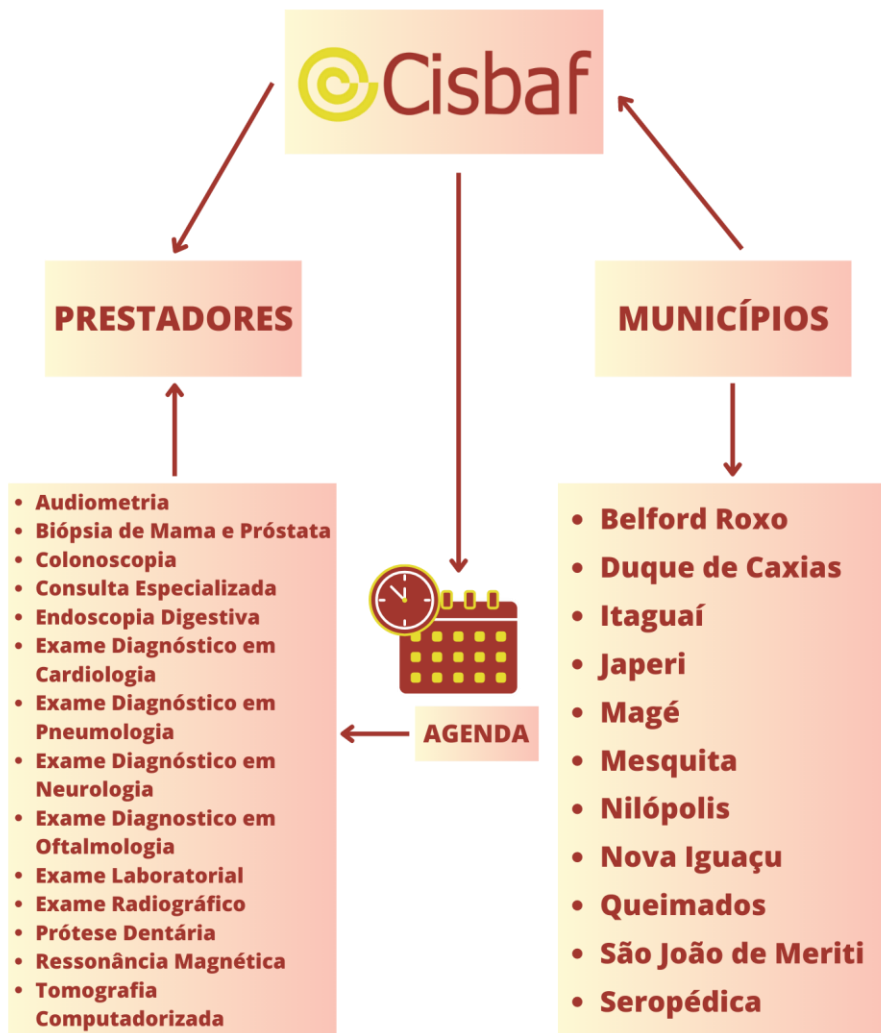 Cisbaf
PRESTADORES
MUNICÍPIOS
• Audiometria
• Biópsia de Mama e Próstata
• Colonoscopia
• Consulta Especializada
• Endoscopia Digestiva
• Exame Diagnóstico em
Cardiologia
• Exame Diagnóstico em
Pneumologia
• Exame Diagnóstico em
Neurologia
• Exame Diagnostico em
Oftalmologia
• Exame Laboratorial
• Exame Radiográfico
• Prótese Dentária
• Ressonância Magnética
• Tomografia
Computadorizada
AGENDA
• Belford Roxo
• Duque de Caxias
• Itaguaí
• Japeri
• Magé
• Mesquita
• Nilópolis
• Nova Iguaçu
• Queimados
• São João de Meriti
• Seropédica